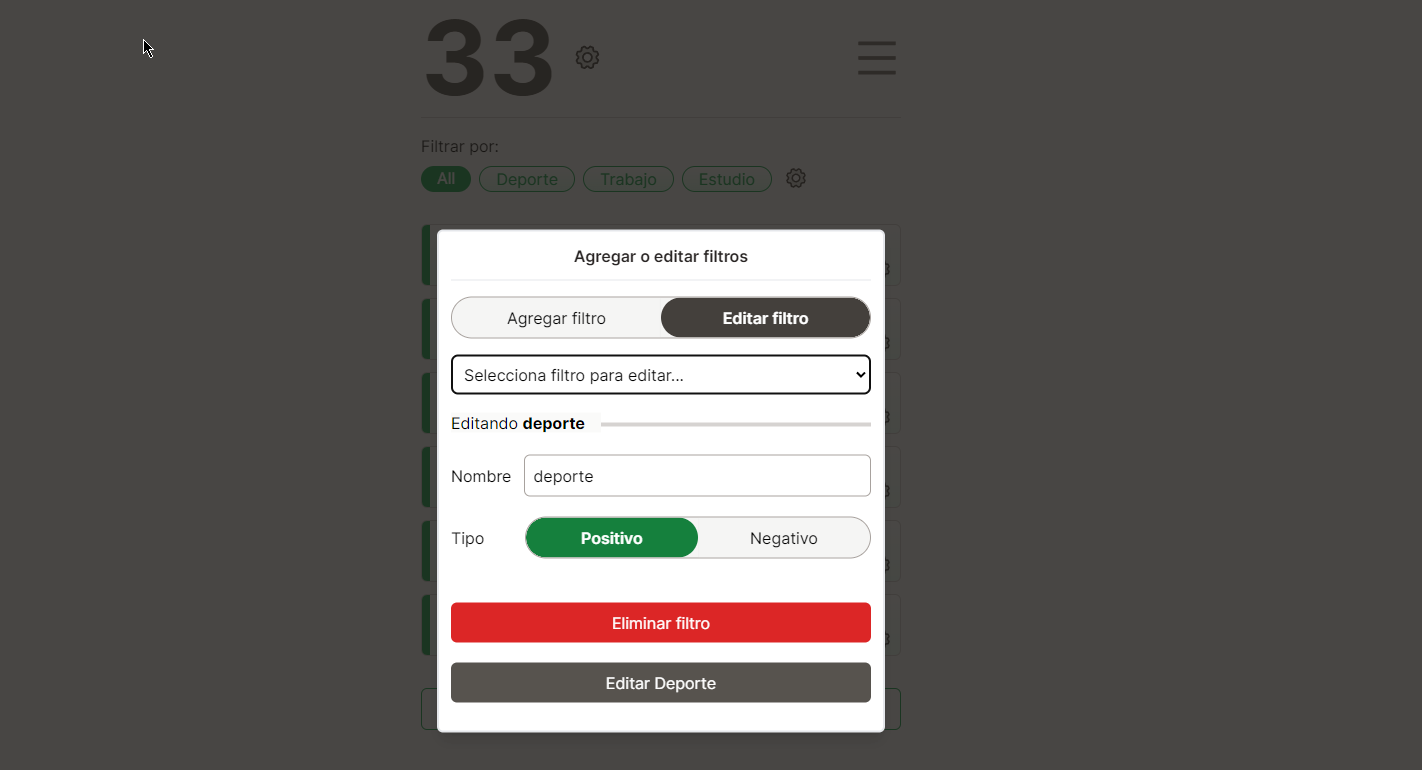 33
Filtrar por:
All Deporte Trabajo Estudio
Agregar o editar filtros
Agregar filtro Editar filtro
Selecciona filtro para editar...
Editando deporte
Nombre deporte
Tipo Positivo Negativo
Eliminar filtro
Editar Deporte